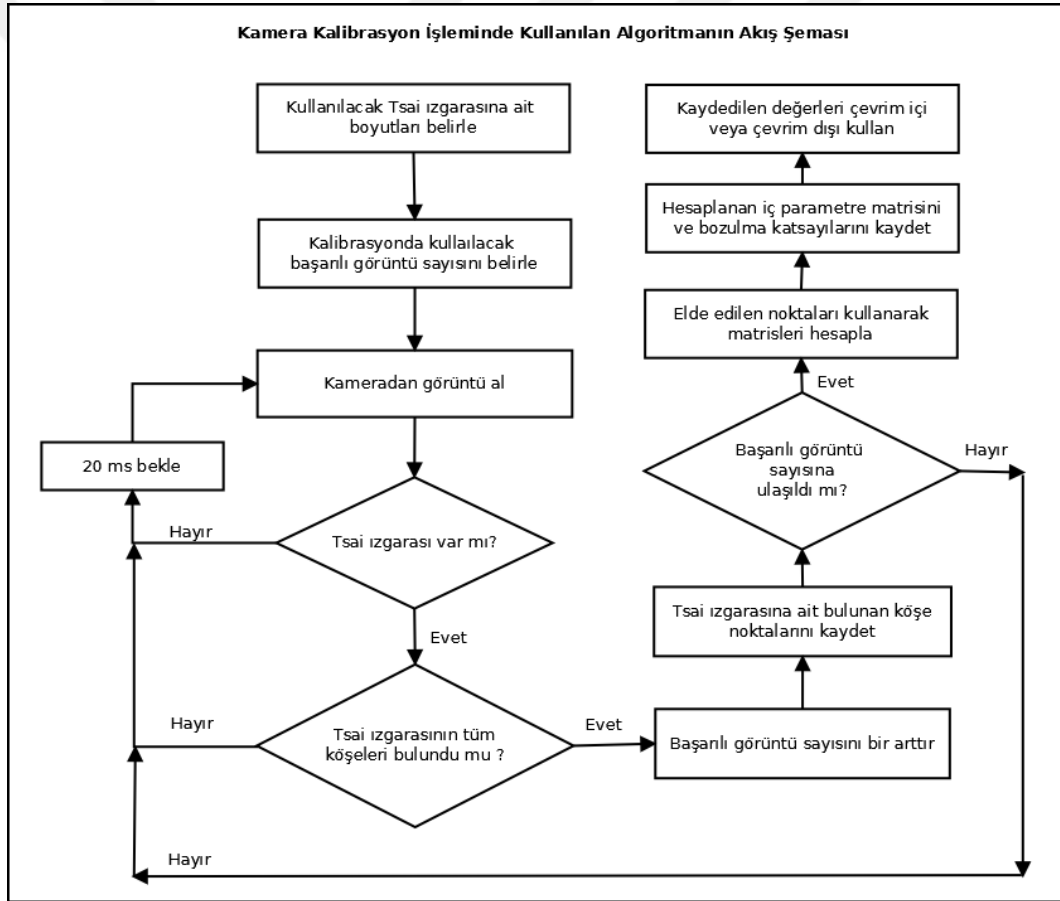 Kamera Kalibrasyon İşleminde Kullanılan Algoritmanın Akış Şeması
Kullanılacak Tsai ızgarasına ait
boyutları belirle
Kalibrasyonda kullaılacak
başarılı görüntü sayısını belirle
Kameradan görüntü al
20 ms bekle
Hayır
Tsai ızgarası var mı?
Evet
Hayır
Tsai ızgarasının tüm
köşeleri bulundu mu ?
Evet
Başarılı görüntü sayısını bir arttır
Tsai ızgarasına ait bulunan köşe
noktalarını kaydet
Başarılı görüntü
sayısına
ulaşıldı mı?
Hayır
Evet
Elde edilen noktaları kullanarak
matrisleri hesapla
Hesaplanan iç parametre matrisini
ve bozulma katsayılarını kaydet
Kaydedilen değerleri çevrim içi
veya çevrim dışı kullan
Hayır